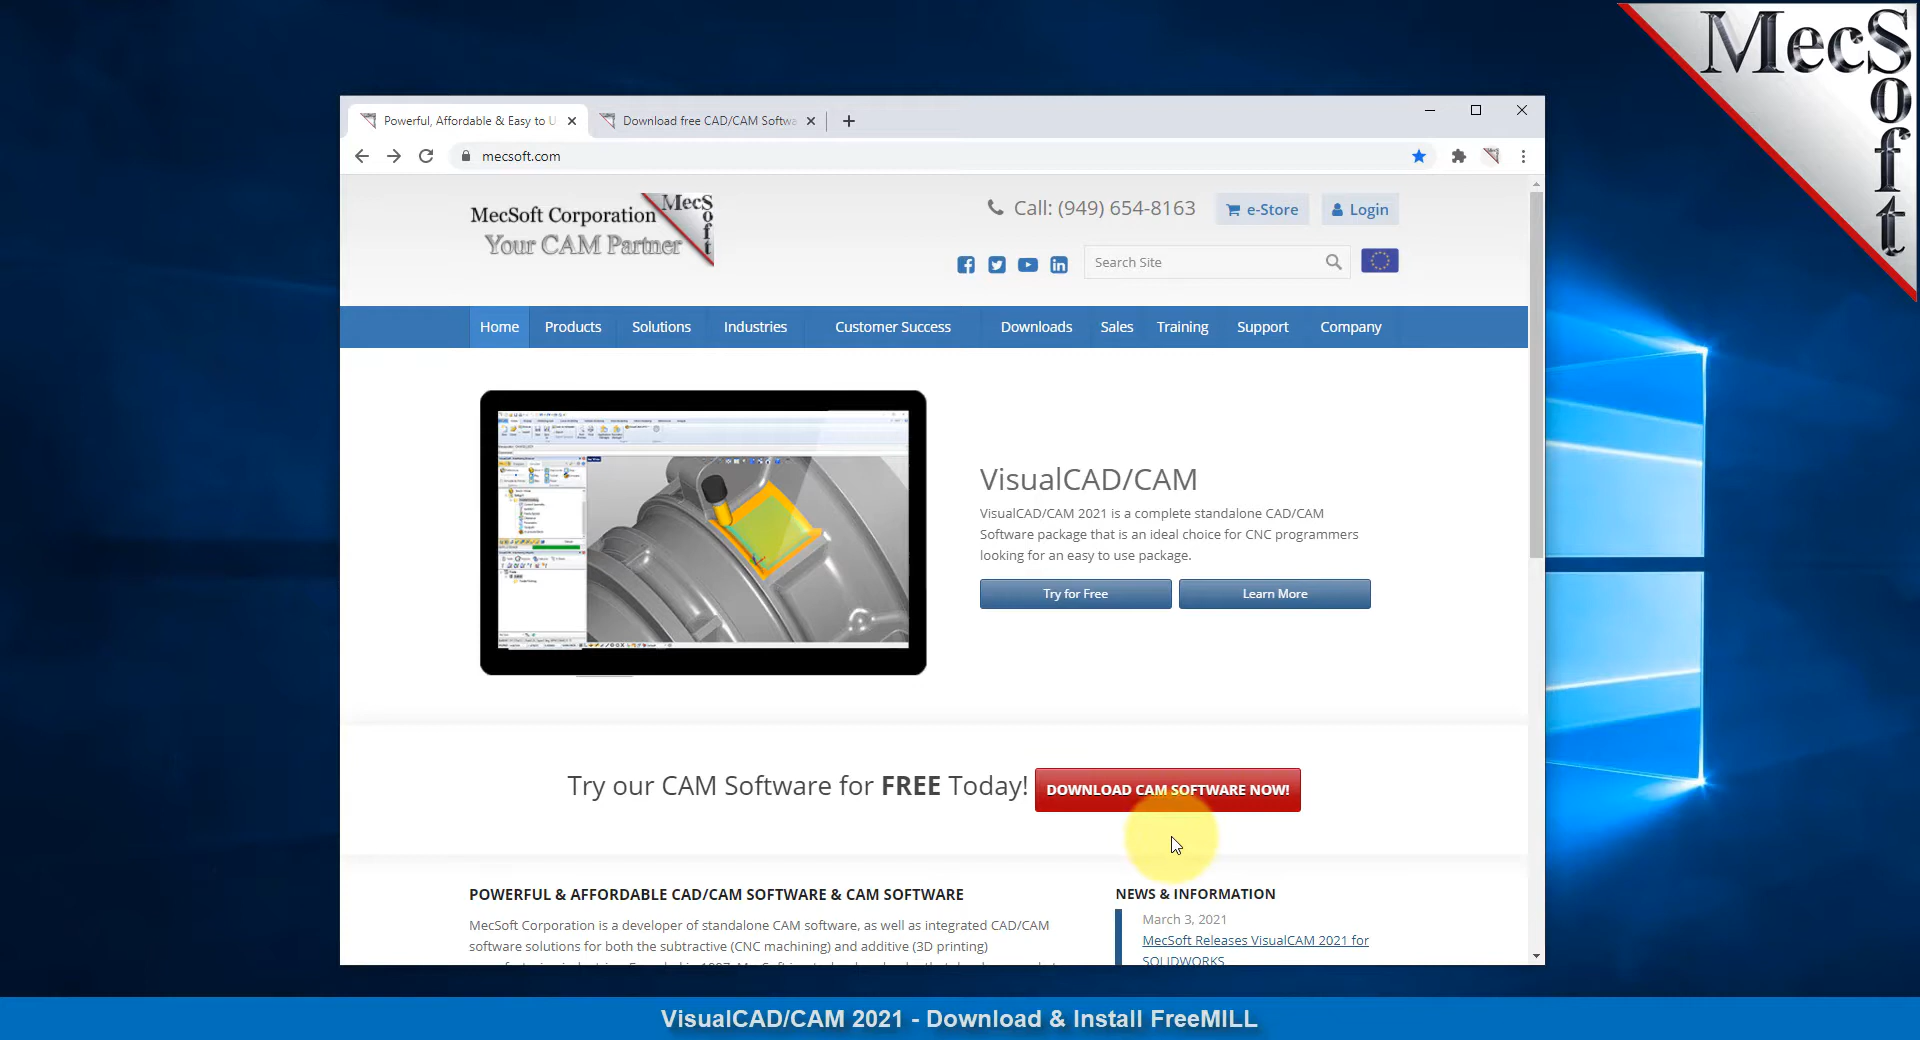 MecSoft
Powerful, Affordable & Easy to U
Download free CAD/CAM Softwa
mecsoft.com
MecSoft Corporation
Your CAM Partner
MecSoft
Call: (949) 654-8163
e-Store
Login
Search Site
Home
Products
Solutions
Industries
Customer Success
Downloads
Sales
Training
Support
Company
VisualCAD/CAM
VisualCAD/CAM 2021 is a complete standalone CAD/CAM
Software package that is an ideal choice for CNC programmers
looking for an easy to use package.
Try for Free
Learn More
Try our CAM Software for FREE Today!
DOWNLOAD CAM SOFTWARE NOW!
POWERFUL & AFFORDABLE CAD/CAM SOFTWARE & CAM SOFTWARE
MecSoft Corporation is a developer of standalone CAM software, as well as integrated CAD/CAM
software solutions for both the subtractive (CNC machining) and additive (3D printing)
NEWS & INFORMATION
March 3, 2021
MecSoft Releases VisualCAM 2021 for
SOLIDWORKS
VisualCAD/CAM 2021 - Download & Install FreeMILL